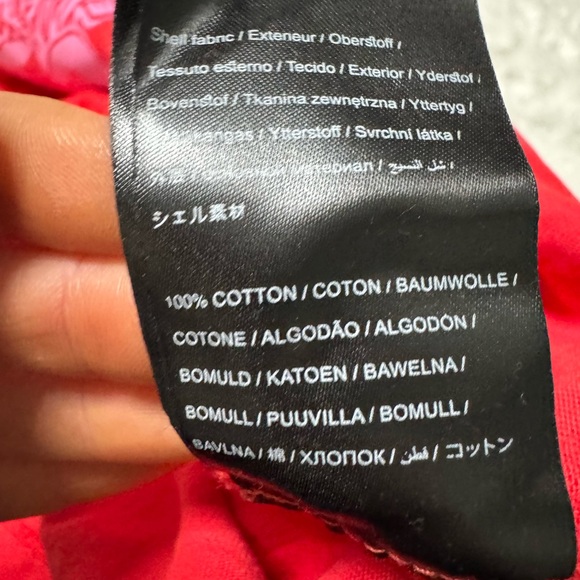 Shell fabric / Exterieur / Oberstoff /
Tessuto esterno / Tecido / Exterior / Yderstof /
Bovenstof / Tkanina zewnętrzna / Yttertyg /
/ Ytterstoff / Svrchní látka /
материал / شل النسيج /
シェル素材
100% COTTON / COTON / BAUMWOLLE /
COTONE / ALGODÃO / ALGODÓN /
BOMULD / KATOEN / BAWEŁNA /
BOMULL / PUUVILLA / BOMULL /
BAVLNA / 棉 / ХЛОПОК / قطن / コットン